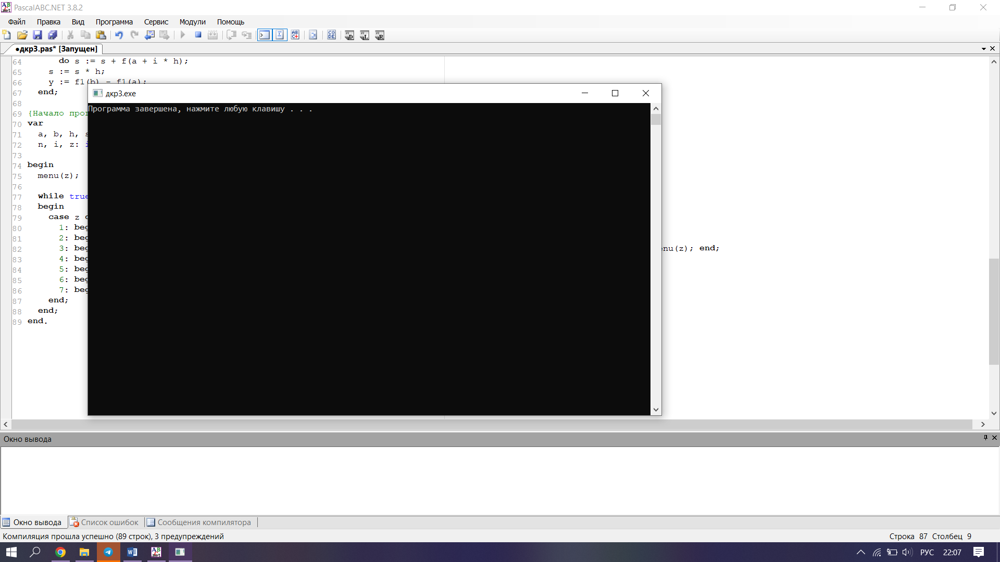 PascalABC.NET 3.8.2
Файл Правка Вид Программа Сервис Модули Помощь
●дкр3.pas* [Запущен]
64 do s := s + f(a + i * h);
65 s := s * h;
66 y := f1(b) - f1(a);
67 end;
68
69 {Начало прог
70 var
71 a, b, h, s
72 n, i, z: i
73
74 begin
75 menu(z);
76
77 while true
78 begin
79 case z o
80 1: beg
81 2: beg
82 3: beg enu(z); end;
83 4: beg
84 5: beg
85 6: beg
86 7: beg
87 end;
88 end;
89 end.
дкр3.exe
Программа завершена, нажмите любую клавишу . . .
Окно вывода
Окно вывода Список ошибок Сообщения компилятора
Компиляция прошла успешно (89 строк), 3 предупреждений Строка 87 Столбец 9
РУС 22:07